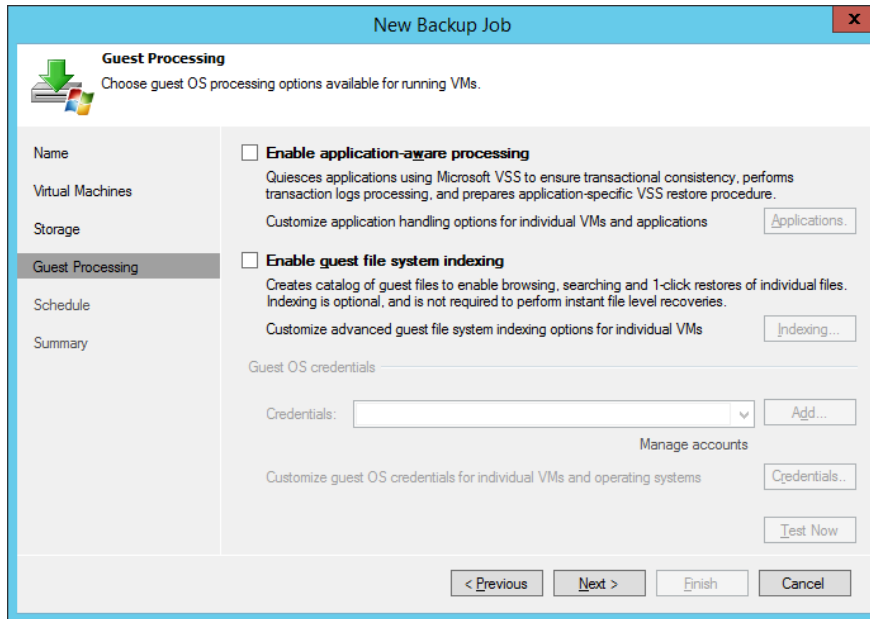 New Backup Job
x
Guest Processing
Choose guest OS processing options available for running VMs.
Name
Virtual Machines
Storage
Guest Processing
Schedule
Summary
Enable application-aware processing
Quiesces applications using Microsoft VSS to ensure transactional consistency, performs
transaction logs processing, and prepares application-specific VSS restore procedure.
Customize application handling options for individual VMs and applications
Applications.
Enable guest file system indexing
Creates catalog of guest files to enable browsing, searching and 1-click restores of individual files.
Indexing is optional, and is not required to perform instant file level recoveries.
Customize advanced guest file system indexing options for individual VMs
Indexing...
Guest OS credentials
Credentials:
Add...
Manage accounts
Customize guest OS credentials for individual VMs and operating systems
Credentials..
Test Now
< Previous
Next >
Finish
Cancel